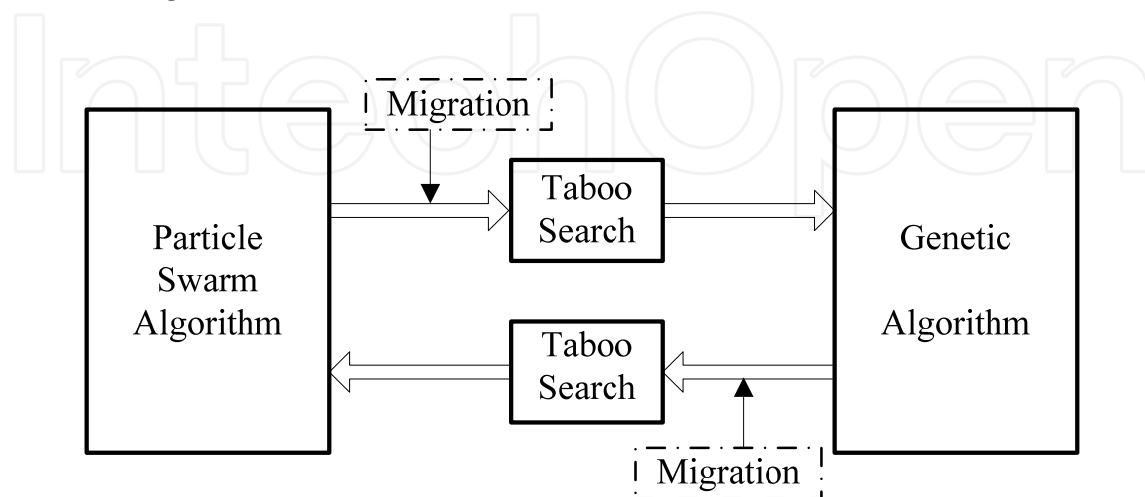 IntechOpen
Migration
Particle
Swarm
Algorithm
Taboo
Search
Genetic
Algorithm
Taboo
Search
Migration